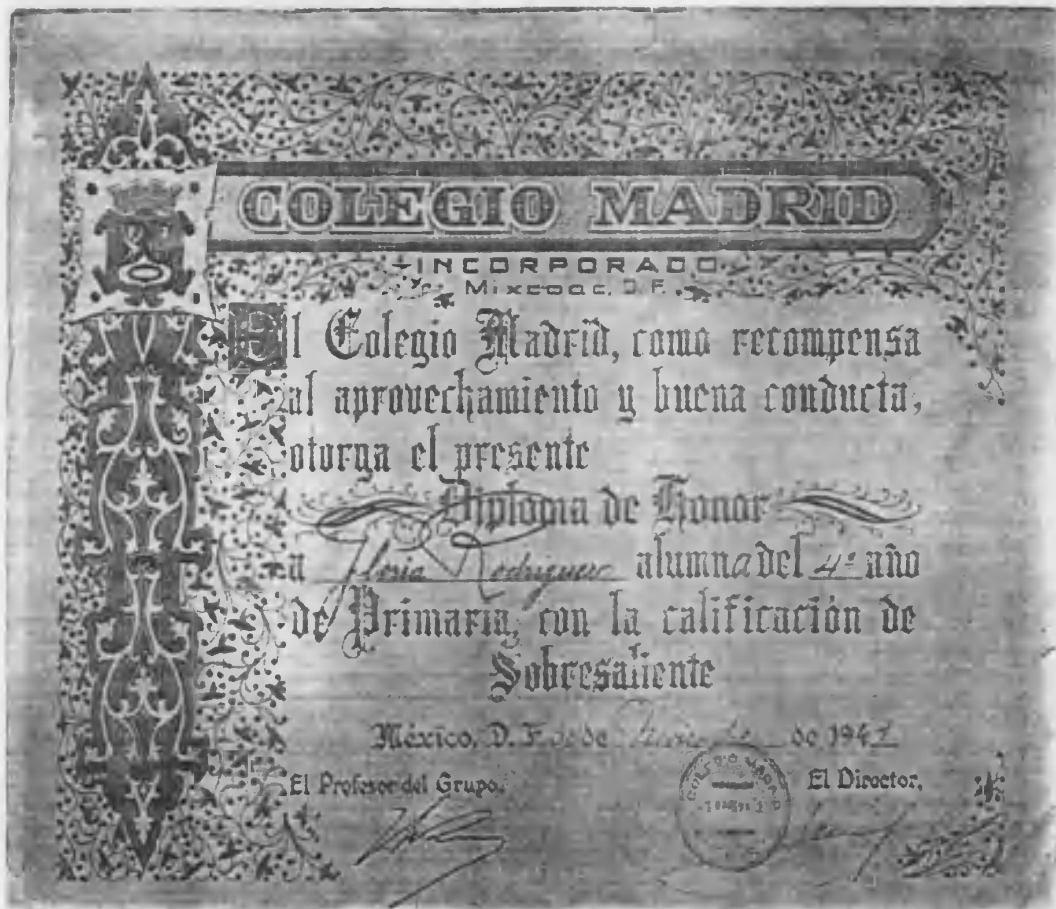 COLEGIO MADRID
INCORPORADO
Mixcoac, D.F.
El Colegio Madrid, como recompensa
al aprovechamiento y buena conducta,
otorga el presente
Diploma de Honor
a Rodriguez alumna del 4º año
de Primaria, con la calificación de
Sobresaliente
México, D. F. de de 194
El Profesor del Grupo.
El Director,
COLEGIO MADRID